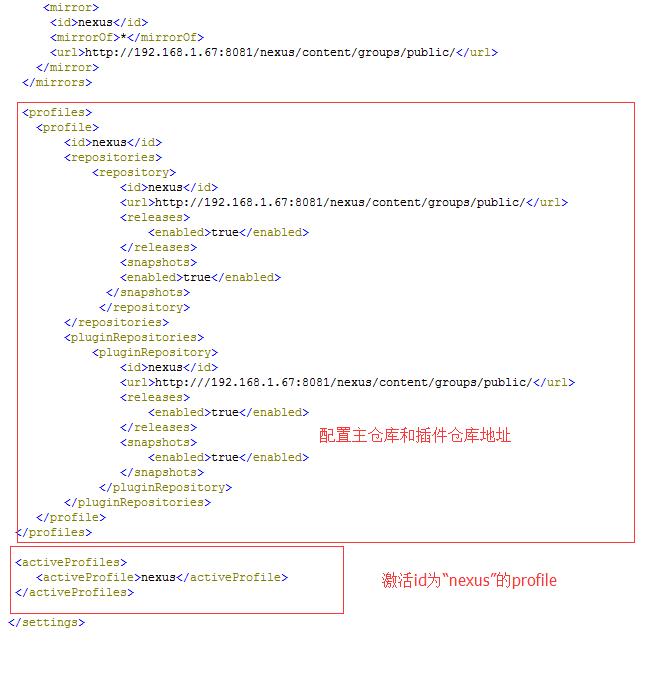 <mirror>
<id>nexus</id>
<mirrorOf>*</mirrorOf>
<url>http://192.168.1.67:8081/nexus/content/groups/public/</url>
</mirror>
</mirrors>
<profiles>
<profile>
<id>nexus</id>
<repositories>
<repository>
<id>nexus</id>
<url>http://192.168.1.67:8081/nexus/content/groups/public/</url>
<releases>
<enabled>true</enabled>
</releases>
<snapshots>
<enabled>true</enabled>
</snapshots>
</repository>
</repositories>
<pluginRepositories>
<pluginRepository>
<id>nexus</id>
<url>http:///192.168.1.67:8081/nexus/content/groups/public/</url>
<releases>
<enabled>true</enabled>
</releases>
配置主仓库和插件仓库地址
<snapshots>
<enabled>true</enabled>
</snapshots>
</pluginRepository>
</pluginRepositories>
</profile>
</profiles>
<activeProfiles>
<activeProfile>nexus</activeProfile>
激活id为“nexus”的profile
</activeProfiles>
</settings>